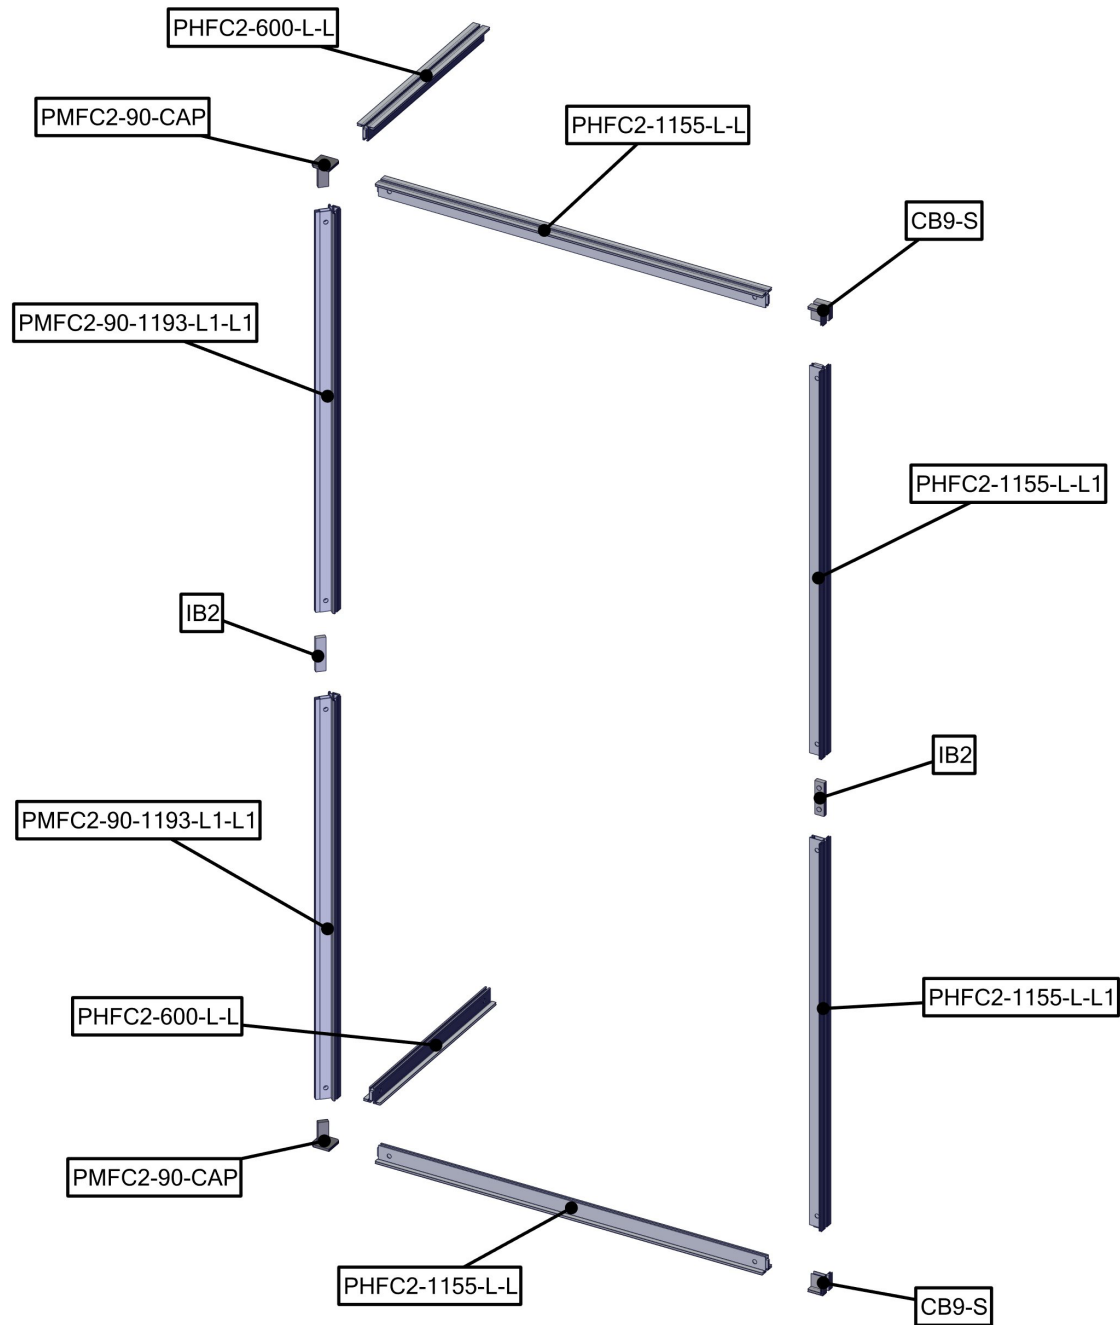 PHFC2-600-L-L
PMFC2-90-CAP
PHFC2-1155-L-L
CB9-S
PMFC2-90-1193-L1-L1
PHFC2-1155-L-L1
IB2
IB2
PMFC2-90-1193-L1-L1
PHFC2-600-L-L
PHFC2-1155-L-L1
PMFC2-90-CAP
PHFC2-1155-L-L
CB9-S